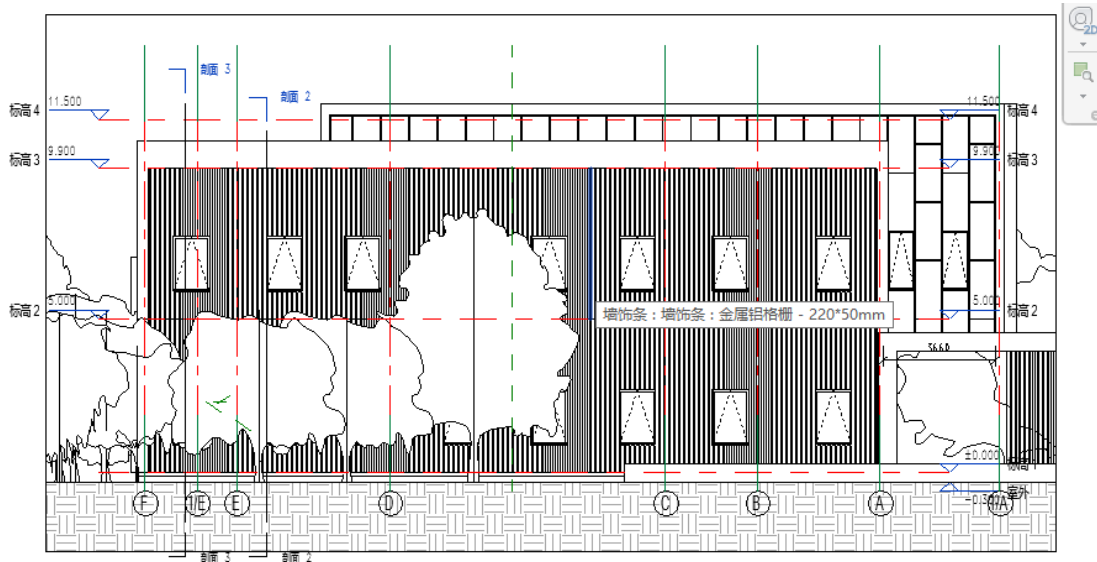 2D
剖面 3
剖面 2
标高4
11.500
11.500
标高4
标高3
9.900
9.900
标高3
标高2
5.000
5.000
标高2
墙饰条 : 墙饰条 : 金属铝格栅 - 220*50mm
±0.000
标高1
室外
F
1/E
E
D
C
B
A
1/A
剖面 3
剖面 2